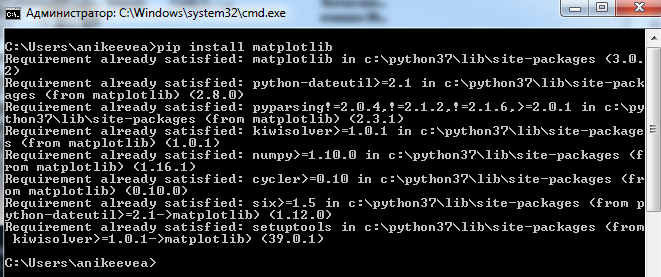 Администратор: C:\Windows\system32\cmd.exe
C:\Users\anikeevea>pip install matplotlib
Requirement already satisfied: matplotlib in c:\python37\lib\site-packages (3.0.
2)
Requirement already satisfied: python-dateutil>=2.1 in c:\python37\lib\site-pack
ages (from matplotlib) (2.8.0)
Requirement already satisfied: pyparsing!=2.0.4,!=2.1.2,!=2.1.6,>=2.0.1 in c:\py
thon37\lib\site-packages (from matplotlib) (2.3.1)
Requirement already satisfied: kiwisolver>=1.0.1 in c:\python37\lib\site-package
s (from matplotlib) (1.0.1)
Requirement already satisfied: numpy>=1.10.0 in c:\python37\lib\site-packages (f
rom matplotlib) (1.16.1)
Requirement already satisfied: cycler>=0.10 in c:\python37\lib\site-packages (fr
om matplotlib) (0.10.0)
Requirement already satisfied: six>=1.5 in c:\python37\lib\site-packages (from p
ython-dateutil>=2.1->matplotlib) (1.12.0)
Requirement already satisfied: setuptools in c:\python37\lib\site-packages (from
 kiwisolver>=1.0.1->matplotlib) (39.0.1)
C:\Users\anikeevea>